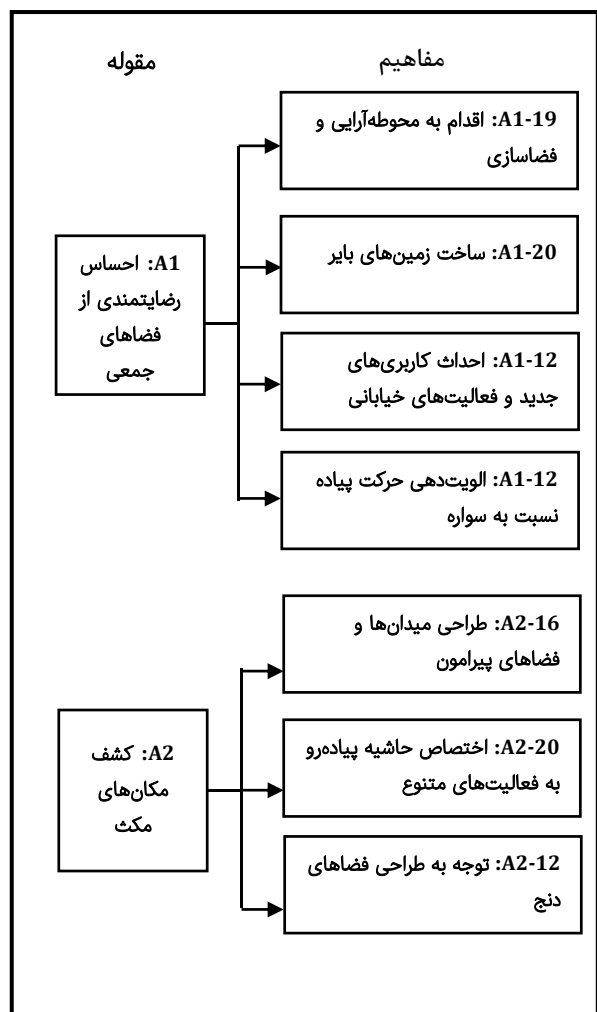 مفاهیم
مقوله
A1-19: اقدام به محوطه‌آرایی و
فضاسازی
A1-20: ساخت زمین‌های بایر
A1: احساس
رضایتمندی از
فضاهای
جمعی
A1-12: احداث کاربری‌های
جدید و فعالیت‌های خیابانی
A1-12: الویت‌دهی حرکت پیاده
نسبت به سواره
A2-16: طراحی میدان‌ها و
فضاهای پیرامون
A2: کشف
مکان‌های
مکث
A2-20: اختصاص حاشیه پیاده‌رو
به فعالیت‌های متنوع
A2-12: توجه به طراحی فضاهای
دنج